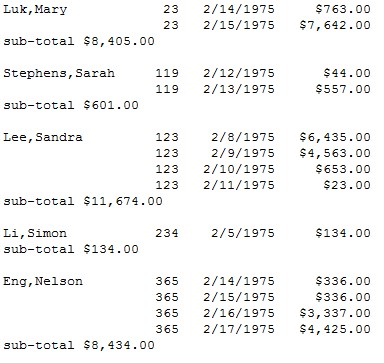 Luk,Mary 23 2/14/1975 $763.00
23 2/15/1975 $7,642.00
sub-total $8,405.00
Stephens,Sarah 119 2/12/1975 $44.00
119 2/13/1975 $557.00
sub-total $601.00
Lee,Sandra 123 2/8/1975 $6,435.00
123 2/9/1975 $4,563.00
123 2/10/1975 $653.00
123 2/11/1975 $23.00
sub-total $11,674.00
Li,Simon 234 2/5/1975 $134.00
sub-total $134.00
Eng,Nelson 365 2/14/1975 $336.00
365 2/15/1975 $336.00
365 2/16/1975 $3,337.00
365 2/17/1975 $4,425.00
sub-total $8,434.00